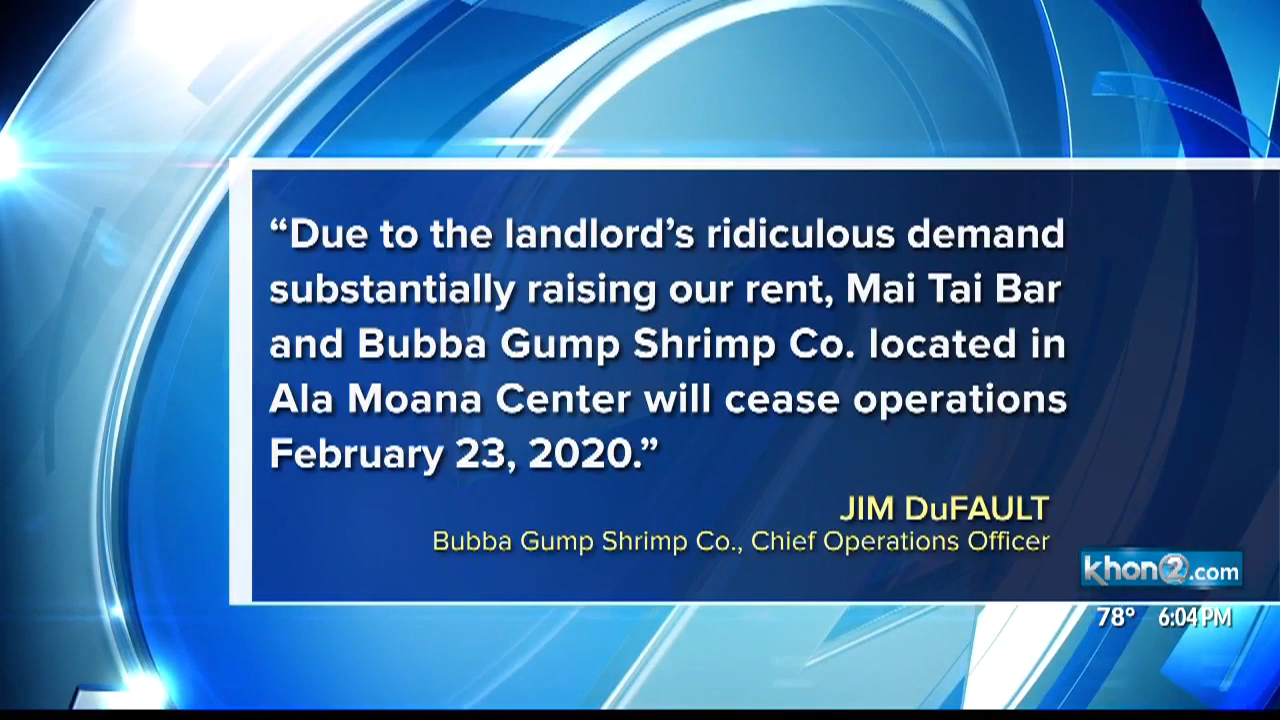 “Due to the landlord’s ridiculous demand
substantially raising our rent, Mai Tai Bar
and Bubba Gump Shrimp Co. located in
Ala Moana Center will cease operations
February 23, 2020.”
JIM DuFAULT
Bubba Gump Shrimp Co., Chief Operations Officer
khon2.com
78° 6:04 PM